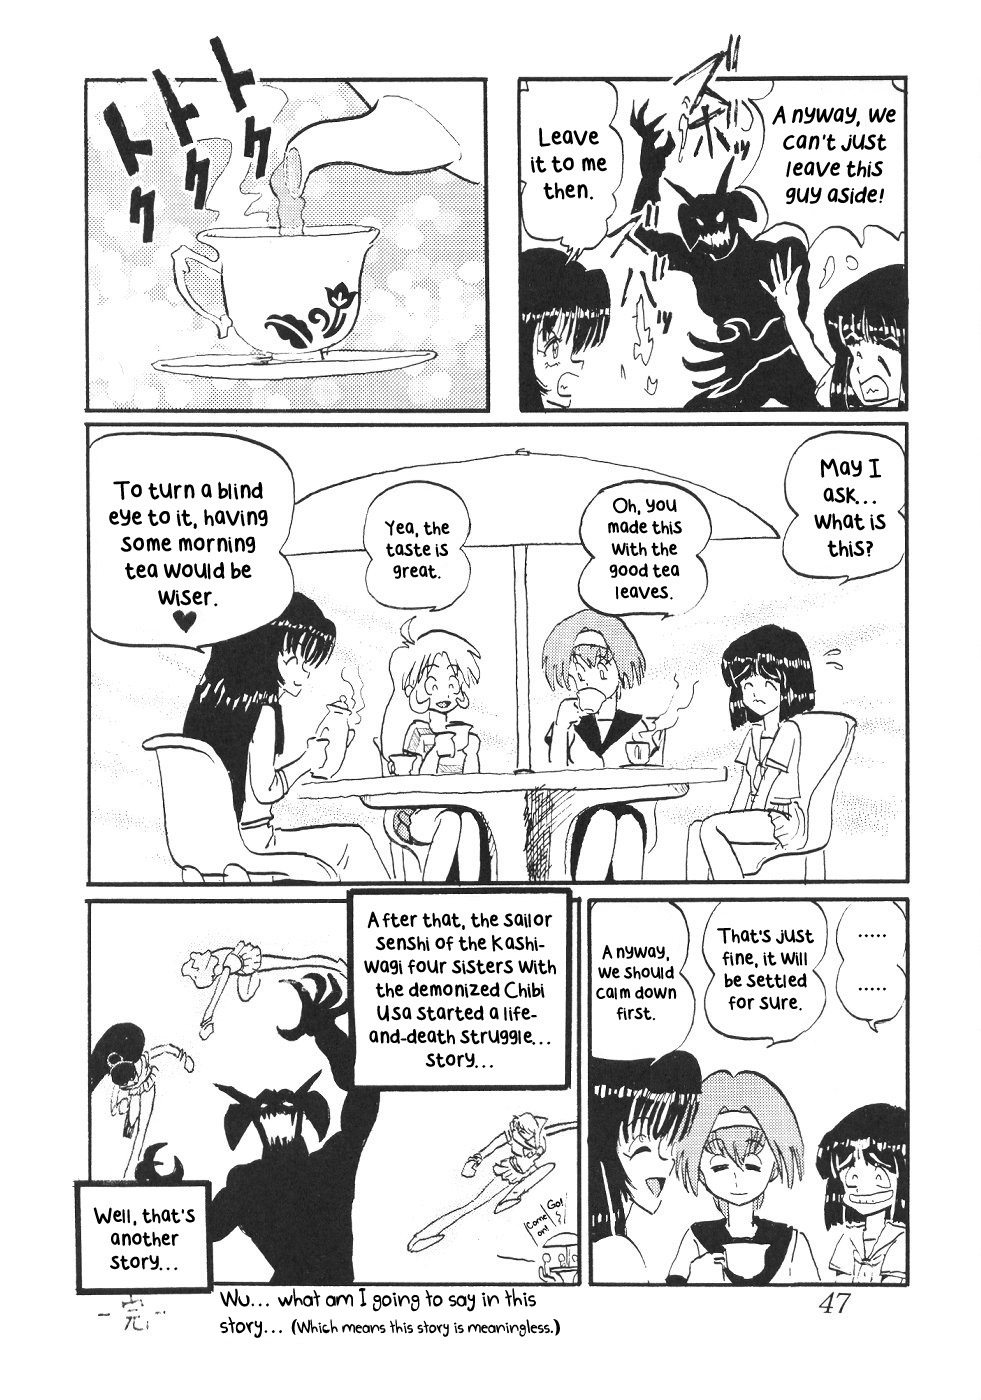 Anyway, we
can't just
leave this
guy aside!
Leave
it to me
then.
トクトクトク
May I
ask...
What is
this?
Oh, you
made this
with the
good tea
leaves.
Yea, the
taste is
great.
To turn a blind
eye to it, having
some morning
tea would be
wiser.
♥
.....
.....
That's just
fine, it will
be settled
for sure.
Anyway,
we should
calm down
first.
After that, the sailor
senshi of the Kashi-
wagi four sisters with
the demonized Chibi
Usa started a life-
and-death struggle...
story...
Go!
Come
on!
Well, that's
another
story...
-完-
Wu... what am I going to say in this
story... (Which means this story is meaningless.)
47